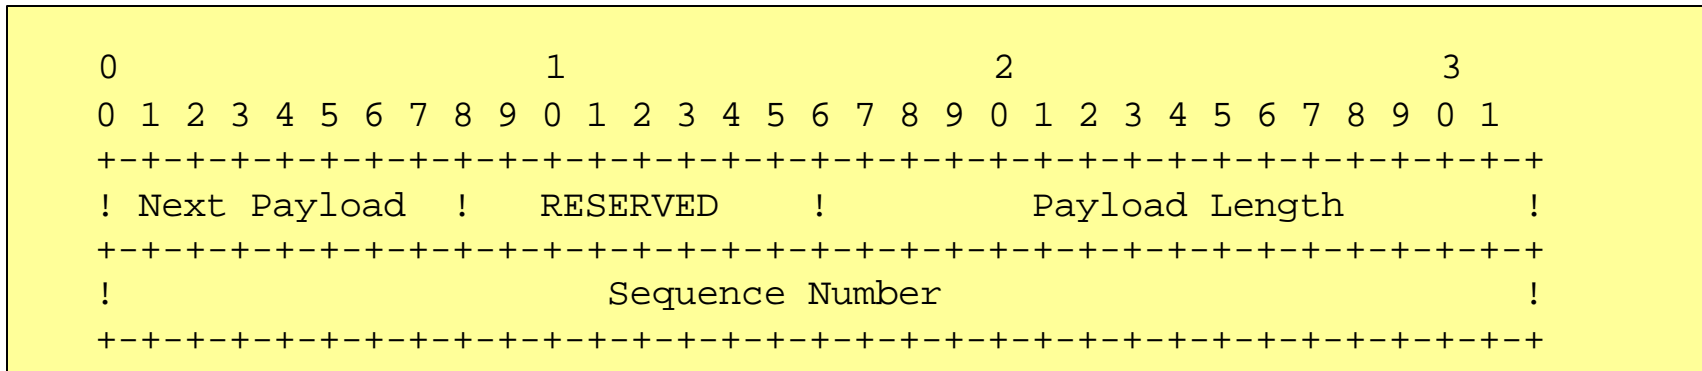 0                   1                   2                   3
0 1 2 3 4 5 6 7 8 9 0 1 2 3 4 5 6 7 8 9 0 1 2 3 4 5 6 7 8 9 0 1
+-+-+-+-+-+-+-+-+-+-+-+-+-+-+-+-+-+-+-+-+-+-+-+-+-+-+-+-+-+-+-+-+
! Next Payload  !   RESERVED    !         Payload Length        !
+-+-+-+-+-+-+-+-+-+-+-+-+-+-+-+-+-+-+-+-+-+-+-+-+-+-+-+-+-+-+-+-+
!                      Sequence Number                          !
+-+-+-+-+-+-+-+-+-+-+-+-+-+-+-+-+-+-+-+-+-+-+-+-+-+-+-+-+-+-+-+-+